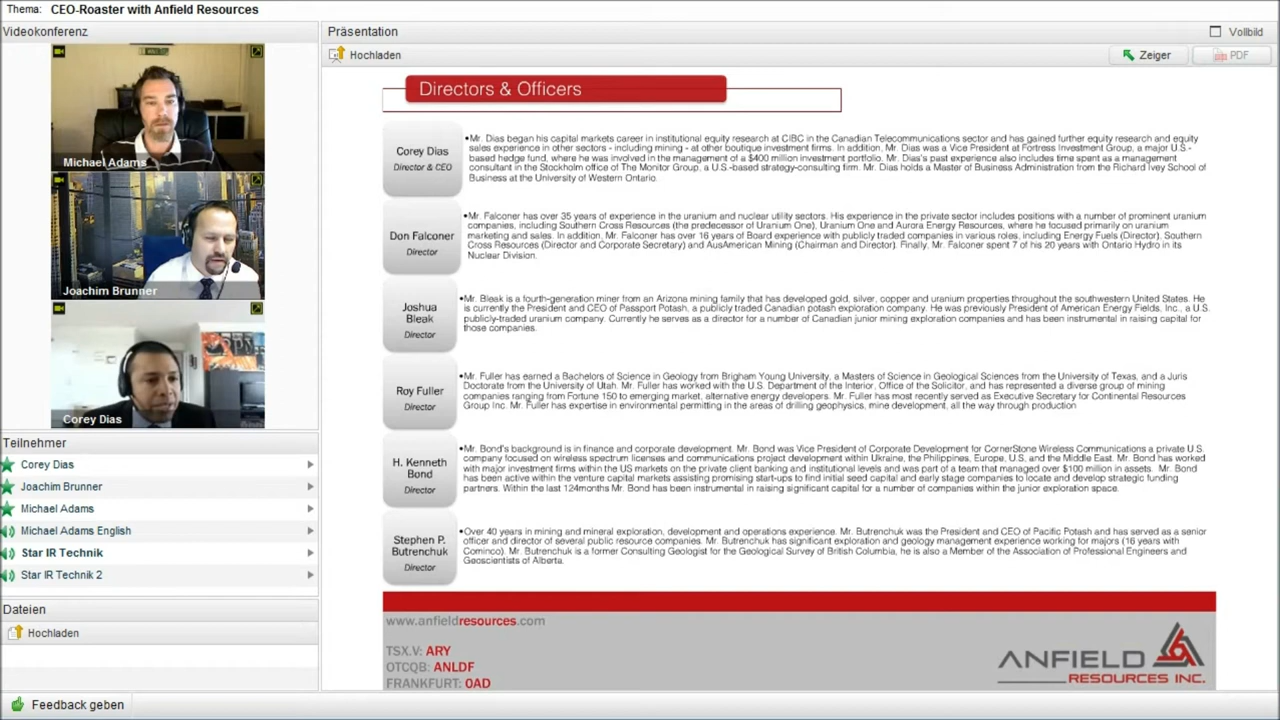 Thema: CEO-Roaster with Anfield Resources
Videokonferenz
Michael Adams
Joachim Brunner
Corey Dias
Teilnehmer
Corey Dias
Joachim Brunner
Michael Adams
Michael Adams English
Star IR Technik
Star IR Technik 2
Dateien
Hochladen
Feedback geben
Präsentation
Vollbild
Hochladen
Zeiger
PDF
Directors & Officers
Corey Dias
Director & CEO
•Mr. Dias began his capital markets career in institutional equity research at CIBC in the Canadian Telecommunications sector and has gained further equity research and equity
sales experience in other sectors - including mining - at other boutique investment firms. In addition, Mr. Dias was a Vice President at Fortress Investment Group, a major U.S.-
based hedge fund, where he was involved in the management of a $400 million investment portfolio. Mr. Dias's past experience also includes time spent as a management
consultant in the Stockholm office of The Monitor Group, a U.S.-based strategy-consulting firm. Mr. Dias holds a Master of Business Administration from the Richard Ivey School of
Business at the University of Western Ontario.
Don Falconer
Director
•Mr. Falconer has over 35 years of experience in the uranium and nuclear utility sectors. His experience in the private sector includes positions with a number of prominent uranium
companies, including Southern Cross Resources (the predecessor of Uranium One), Uranium One and Aurora Energy Resources, where he focused primarily on uranium
marketing and sales. In addition, Mr. Falconer has over 16 years of Board experience with publicly traded companies in various roles, including Energy Fuels (Director), Southern
Cross Resources (Director and Corporate Secretary) and AusAmerican Mining (Chairman and Director). Finally, Mr. Falconer spent 7 of his 20 years with Ontario Hydro in its
Nuclear Division.
Joshua
Bleak
Director
•Mr. Bleak is a fourth-generation miner from an Arizona mining family that has developed gold, silver, copper and uranium properties throughout the southwestern United States. He
is currently the President and CEO of Passport Potash, a publicly traded Canadian potash exploration company. He was previously President of American Energy Fields, Inc., a U.S.
publicly-traded uranium company. Currently he serves as a director for a number of Canadian junior mining exploration companies and has been instrumental in raising capital for
those companies.
Roy Fuller
Director
•Mr. Fuller has earned a Bachelors of Science in Geology from Brigham Young University, a Masters of Science in Geological Sciences from the University of Texas, and a Juris
Doctorate from the University of Utah. Mr. Fuller has worked with the U.S. Department of the Interior, Office of the Solicitor, and has represented a diverse group of mining
companies ranging from Fortune 150 to emerging market, alternative energy developers. Mr. Fuller has most recently served as Executive Secretary for Continental Resources
Group Inc. Mr. Fuller has expertise in environmental permitting in the areas of drilling geophysics, mine development, all the way through production
H. Kenneth
Bond
Director
•Mr. Bond's background is in finance and corporate development. Mr. Bond was Vice President of Corporate Development for CornerStone Wireless Communications a private U.S.
company focused on wireless spectrum licenses and communications project development within Ukraine, the Philippines, Europe, U.S., and the Middle East. Mr. Bond has worked
with major investment firms within the US markets on the private client banking and institutional levels and was part of a team that managed over $100 million in assets. Mr. Bond
has been active within the venture capital markets assisting promising start-ups to find initial seed capital and early stage companies to locate and develop strategic funding
partners. Within the last 124months Mr. Bond has been instrumental in raising significant capital for a number of companies within the junior exploration space.
Stephen P.
Butrenchuk
Director
•Over 40 years in mining and mineral exploration, development and operations experience. Mr. Butrenchuk was the President and CEO of Pacific Potash and has served as a senior
officer and director of several public resource companies. Mr. Butrenchuk has significant exploration and geology management experience working for majors (16 years with
Cominco). Mr. Butrenchuk is a former Consulting Geologist for the Geological Survey of British Columbia, he is also a Member of the Association of Professional Engineers and
Geoscientists of Alberta.
www.anfieldresources.com
TSX.V: ARY
OTCQB: ANLDF
FRANKFURT: 0AD
ANFIELD
RESOURCES INC.